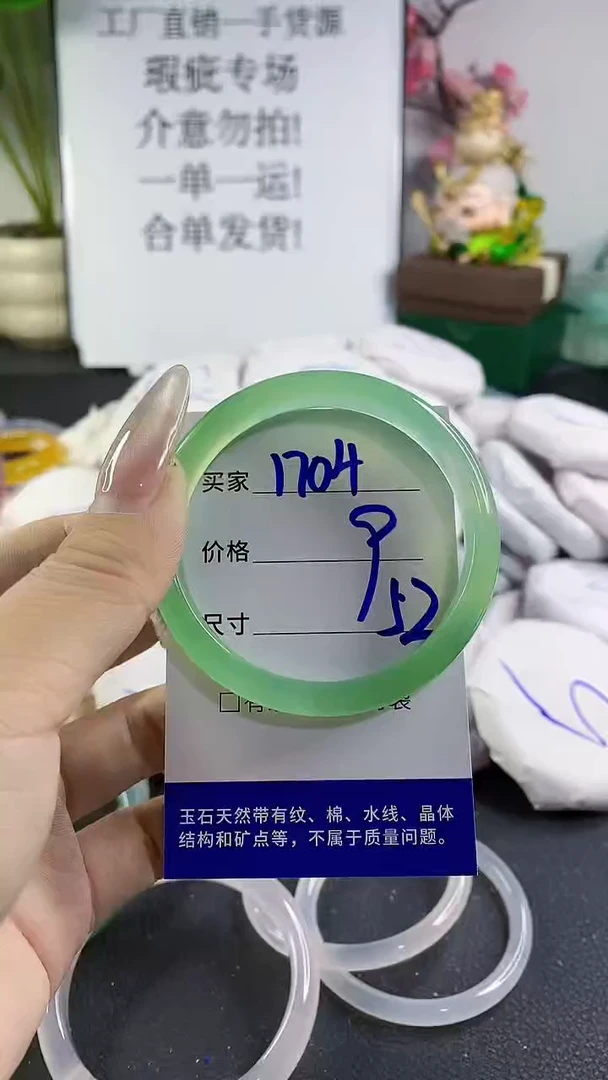 工厂直销一手货源
瑕疵专场
介意勿拍!
一单一运!
合单发货!
买家 1704
价格
尺寸 52
玉石天然带有纹、棉、水线、晶体
结构和矿点等，不属于质量问题。